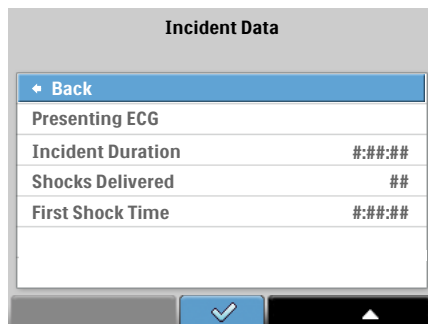 Incident Data
Back
Presenting ECG
Incident Duration #:##:##
Shocks Delivered ##
First Shock Time #:##:##